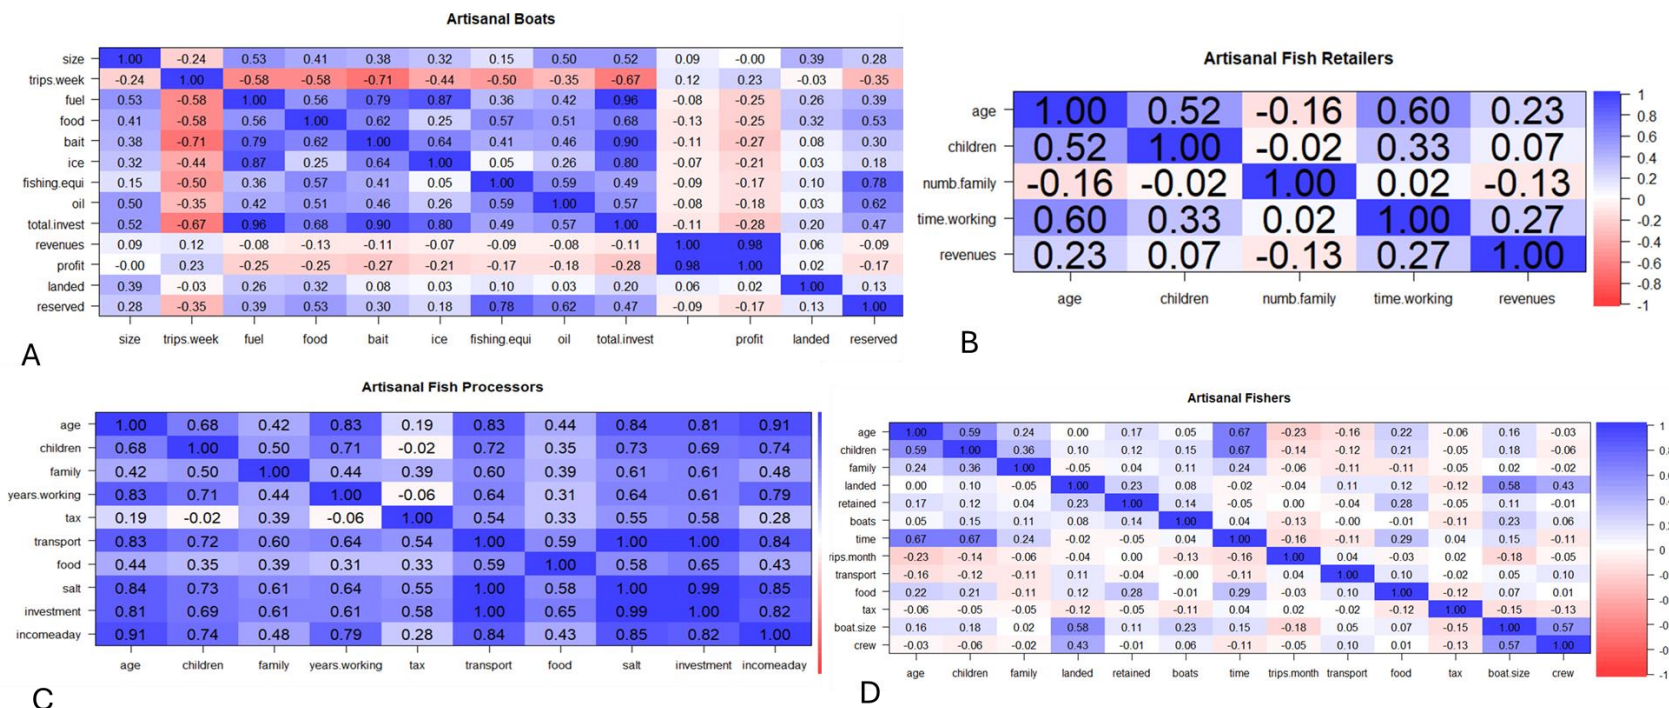 Artisanal Boats
size 1.00 -0.24 0.53 0.41 0.38 0.32 0.15 0.50 0.52 0.09 -0.00 0.39 0.28
trips.week -0.24 1.00 -0.58 -0.58 -0.71 -0.44 -0.50 -0.35 -0.67 0.12 0.23 -0.03 -0.35
fuel 0.53 -0.58 1.00 0.56 0.79 0.87 0.36 0.42 0.96 -0.08 -0.25 0.26 0.39
food 0.41 -0.58 0.56 1.00 0.62 0.25 0.57 0.51 0.68 -0.13 -0.25 0.32 0.53
bait 0.38 -0.71 0.79 0.62 1.00 0.64 0.41 0.46 0.90 -0.11 -0.27 0.08 0.30
ice 0.32 -0.44 0.87 0.25 0.64 1.00 0.05 0.26 0.80 -0.07 -0.21 0.03 0.18
fishing.equi 0.15 -0.50 0.36 0.57 0.41 0.05 1.00 0.59 0.49 -0.09 -0.17 0.10 0.78
oil 0.50 -0.35 0.42 0.51 0.46 0.26 0.59 1.00 0.57 -0.08 -0.18 0.03 0.62
total.invest 0.52 -0.67 0.96 0.68 0.90 0.80 0.49 0.57 1.00 -0.11 -0.28 0.20 0.47
revenues 0.09 0.12 -0.08 -0.13 -0.11 -0.07 -0.09 -0.08 -0.11 1.00 0.98 0.06 -0.09
profit -0.00 0.23 -0.25 -0.25 -0.27 -0.21 -0.17 -0.18 -0.28 0.98 1.00 0.02 -0.17
landed 0.39 -0.03 0.26 0.32 0.08 0.03 0.10 0.03 0.20 0.06 0.02 1.00 0.13
reserved 0.28 -0.35 0.39 0.53 0.30 0.18 0.78 0.62 0.47 -0.09 -0.17 0.13 1.00
size trips.week fuel food bait ice fishing.equi oil total.invest profit landed reserved
A
Artisanal Fish Retailers
age 1.00 0.52 -0.16 0.60 0.23
children 0.52 1.00 -0.02 0.33 0.07
numb.family -0.16 -0.02 1.00 0.02 -0.13
time.working 0.60 0.33 0.02 1.00 0.27
revenues 0.23 0.07 -0.13 0.27 1.00
age children numb.family time.working revenues
1
0.8
0.6
0.4
0.2
0
-0.2
-0.4
-0.6
-0.8
-1
B
Artisanal Fish Processors
age 1.00 0.68 0.42 0.83 0.19 0.83 0.44 0.84 0.81 0.91
children 0.68 1.00 0.50 0.71 -0.02 0.72 0.35 0.73 0.69 0.74
family 0.42 0.50 1.00 0.44 0.39 0.60 0.39 0.61 0.61 0.48
years.working 0.83 0.71 0.44 1.00 -0.06 0.64 0.31 0.64 0.61 0.79
tax 0.19 -0.02 0.39 -0.06 1.00 0.54 0.33 0.55 0.58 0.28
transport 0.83 0.72 0.60 0.64 0.54 1.00 0.59 1.00 1.00 0.84
food 0.44 0.35 0.39 0.31 0.33 0.59 1.00 0.58 0.65 0.43
salt 0.84 0.73 0.61 0.64 0.55 1.00 0.58 1.00 0.99 0.85
investment 0.81 0.69 0.61 0.61 0.58 1.00 0.65 0.99 1.00 0.82
incomeaday 0.91 0.74 0.48 0.79 0.28 0.84 0.43 0.85 0.82 1.00
age children family years.working tax transport food salt investment incomeaday
C
Artisanal Fishers
age 1.00 0.59 0.24 0.00 0.17 0.05 0.67 -0.23 -0.16 0.22 -0.06 0.16 -0.03
children 0.59 1.00 0.36 0.10 0.12 0.15 0.67 -0.14 -0.12 0.21 -0.05 0.18 -0.06
family 0.24 0.36 1.00 -0.05 0.04 0.11 0.24 -0.06 -0.11 -0.11 -0.05 0.02 -0.02
landed 0.00 0.10 -0.05 1.00 0.23 0.08 -0.02 -0.04 0.11 0.12 -0.12 0.58 0.43
retained 0.17 0.12 0.04 0.23 1.00 0.14 -0.05 0.00 -0.04 0.28 -0.05 0.11 -0.01
boats 0.05 0.15 0.11 0.08 0.14 1.00 0.04 -0.13 -0.00 -0.01 -0.11 0.23 0.06
time 0.67 0.67 0.24 -0.02 -0.05 0.04 1.00 -0.16 -0.11 0.29 0.04 0.15 -0.11
rips.month -0.23 -0.14 -0.06 -0.04 0.00 -0.13 -0.16 1.00 0.04 -0.03 0.02 -0.18 -0.05
transport -0.16 -0.12 -0.11 0.11 -0.04 -0.00 -0.11 0.04 1.00 0.10 -0.02 0.05 0.10
food 0.22 0.21 -0.11 0.12 0.28 -0.01 0.29 -0.03 0.10 1.00 -0.12 0.07 0.01
tax -0.06 -0.05 -0.05 -0.12 -0.05 -0.11 0.04 0.02 -0.02 -0.12 1.00 -0.15 -0.13
boat.size 0.16 0.18 0.02 0.58 0.11 0.23 0.15 -0.18 0.05 0.07 -0.15 1.00 0.57
crew -0.03 -0.06 -0.02 0.43 -0.01 0.06 -0.11 -0.05 0.10 0.01 -0.13 0.57 1.00
age children family landed retained boats time trips.month transport food tax boat.size crew
1
0.
0.
0.
0.2
0
-0.
-0.
-0.
-0.
-1
D